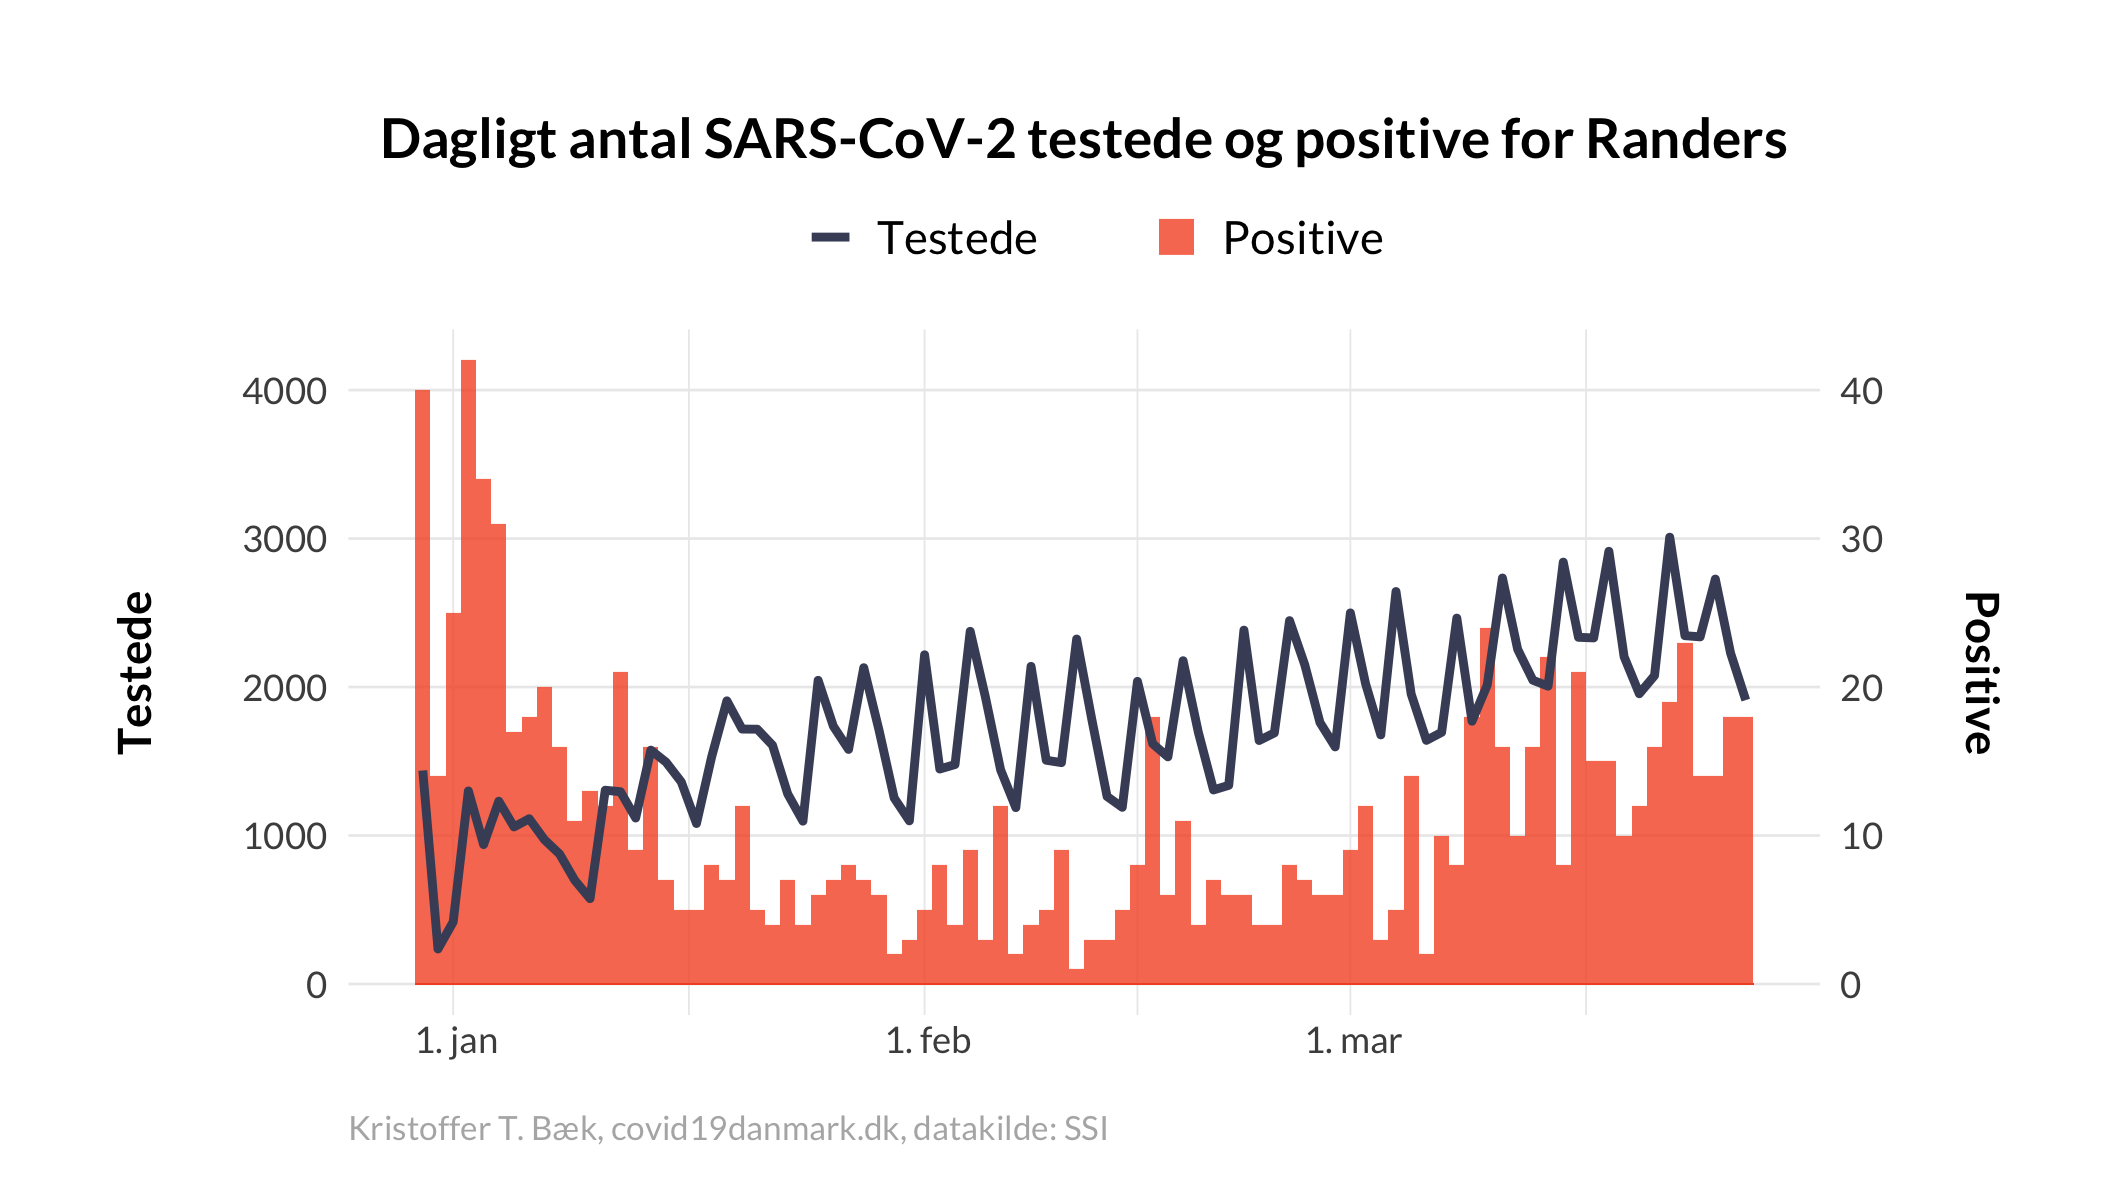 Dagligt antal SARS-CoV-2 testede og positive for Randers
Testede
Positive
4000
3000
2000
1000
0
Testede
40
30
20
10
0
Positive
1. jan
1. feb
1. mar
Kristoffer T. Bæk, covid19danmark.dk, datakilde: SSI